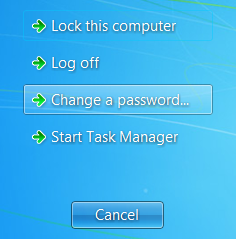 Lock this computer
Log off
Change a password...
Start Task Manager
Cancel